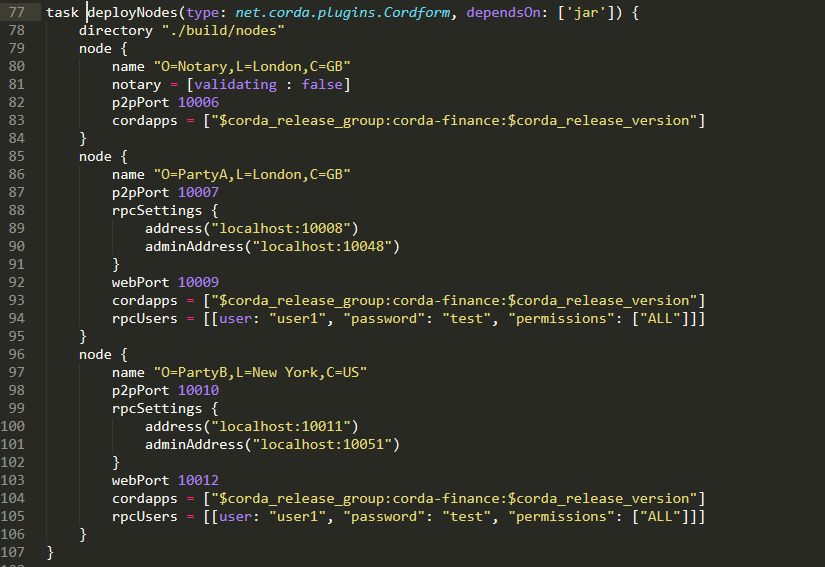 77 task deployNodes(type: net.corda.plugins.Cordform, dependsOn: ['jar']) {
78     directory "./build/nodes"
79     node {
80         name "O=Notary,L=London,C=GB"
81         notary = [validating : false]
82         p2pPort 10006
83         cordapps = ["$corda_release_group:corda-finance:$corda_release_version"]
84     }
85     node {
86         name "O=PartyA,L=London,C=GB"
87         p2pPort 10007
88         rpcSettings {
89             address("localhost:10008")
90             adminAddress("localhost:10048")
91         }
92         webPort 10009
93         cordapps = ["$corda_release_group:corda-finance:$corda_release_version"]
94         rpcUsers = [[user: "user1", "password": "test", "permissions": ["ALL"]]]
95     }
96     node {
97         name "O=PartyB,L=New York,C=US"
98         p2pPort 10010
99         rpcSettings {
100             address("localhost:10011")
101             adminAddress("localhost:10051")
102         }
103         webPort 10012
104         cordapps = ["$corda_release_group:corda-finance:$corda_release_version"]
105         rpcUsers = [[user: "user1", "password": "test", "permissions": ["ALL"]]]
106     }
107 }